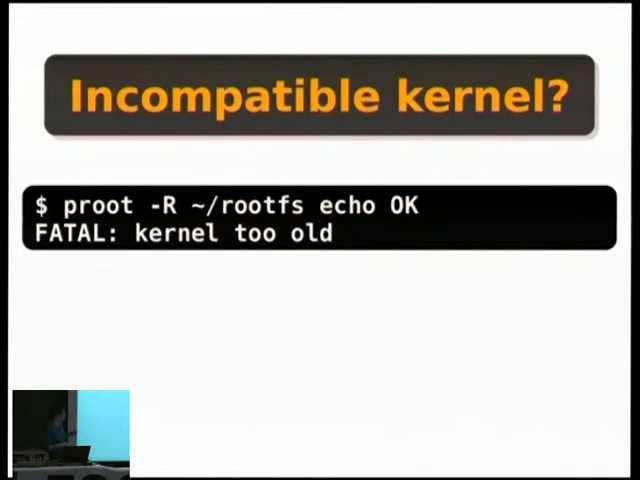 Incompatible kernel?
$ proot -R ~/rootfs echo OK
FATAL: kernel too old